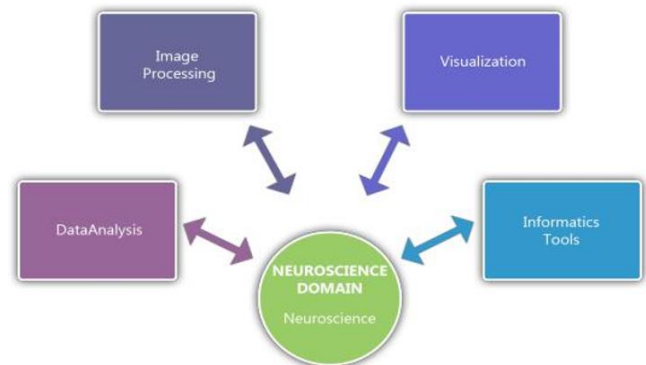 Image
Processing
Visualization
DataAnalysis
Informatics
Tools
NEUROSCIENCE
DOMAIN
Neuroscience